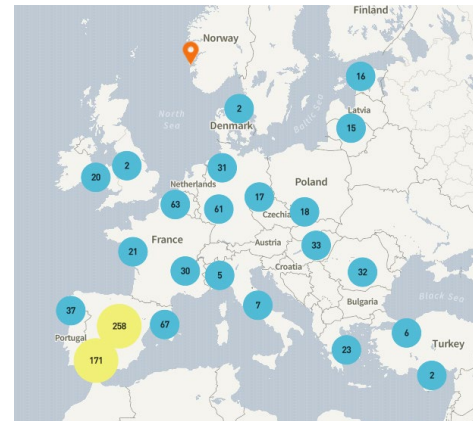 Finland
Norway
16
2
North
Sea
Baltic Sea
Latvia
15
Denmark
2
20
31
Netherlands
Poland
17
63
61
18
Czechia
33
France
Austria
21
Croatia
30
5
32
Bulgaria
Black Sea
7
37
258
67
6
Portugal
23
Turkey
171
2